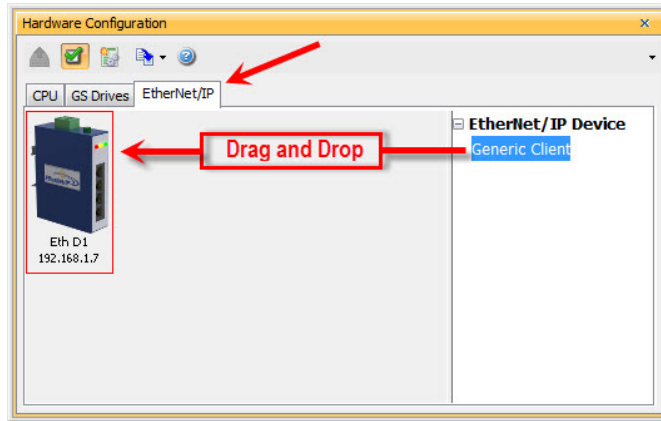 Hardware Configuration
CPU
GS Drives
EtherNet/IP
EtherNet/IP Device
Generic Client
Drag and Drop
Eth D1
192.168.1.7